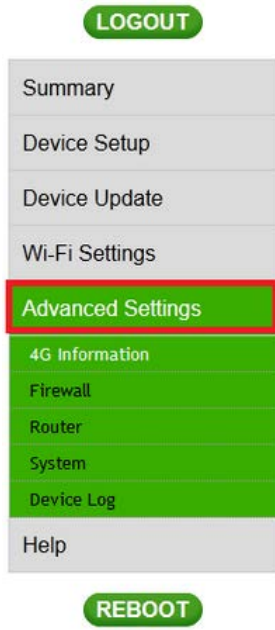 LOGOUT
Summary
Device Setup
Device Update
Wi-Fi Settings
Advanced Settings
4G Information
Firewall
Router
System
Device Log
Help
REBOOT